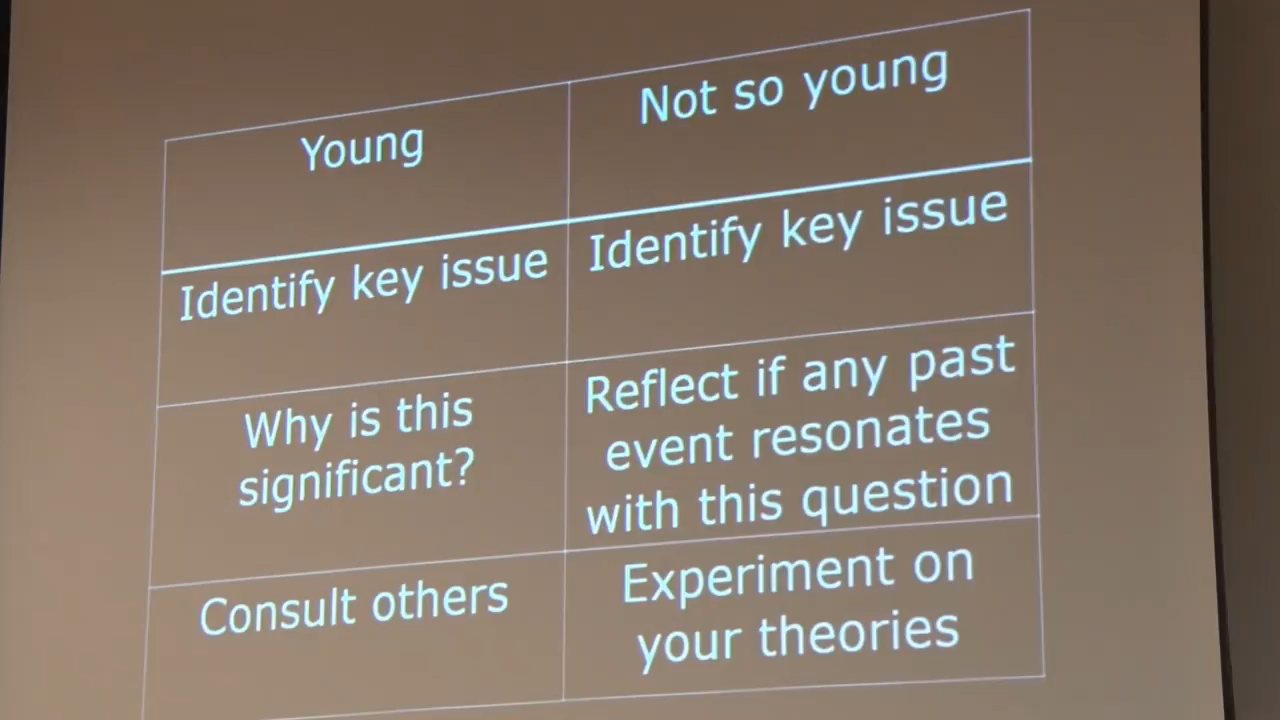 Young
Not so young
Identify key issue
Identify key issue
Why is this
significant?
Reflect if any past
event resonates
with this question
Consult others
Experiment on
your theories